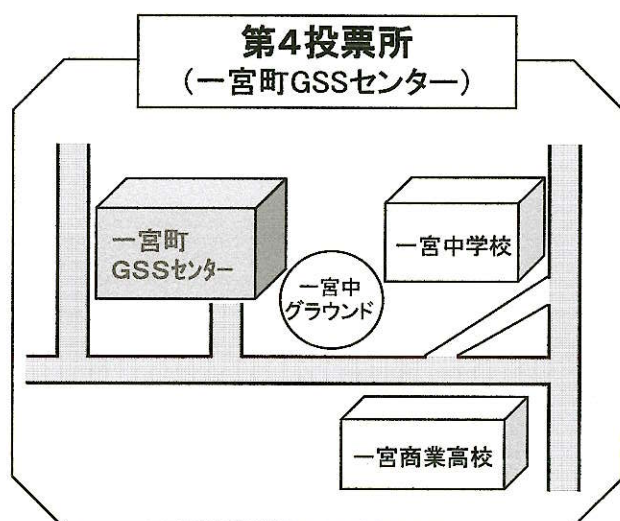 第4投票所
(一宮町GSSセンター)
一宮町
GSSセンター
一宮中学校
一宮中
グラウンド
一宮商業高校